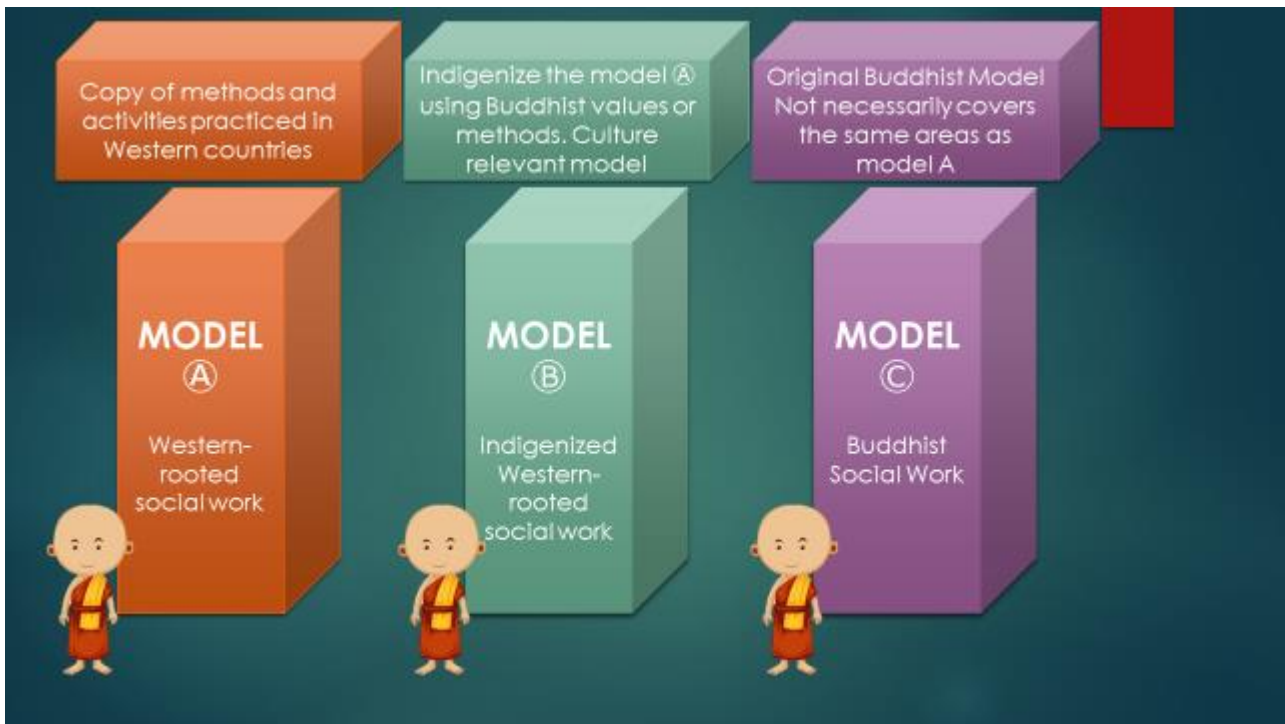 Copy of methods and
activities practiced in
Western countries
Indigenize the model Ⓐ
using Buddhist values or
methods. Culture
relevant model
Original Buddhist Model
Not necessarily covers
the same areas as
model A
MODEL
Ⓐ
Western-
rooted
social work
MODEL
Ⓑ
Indigenized
Western-
rooted
social work
MODEL
Ⓒ
Buddhist
Social Work